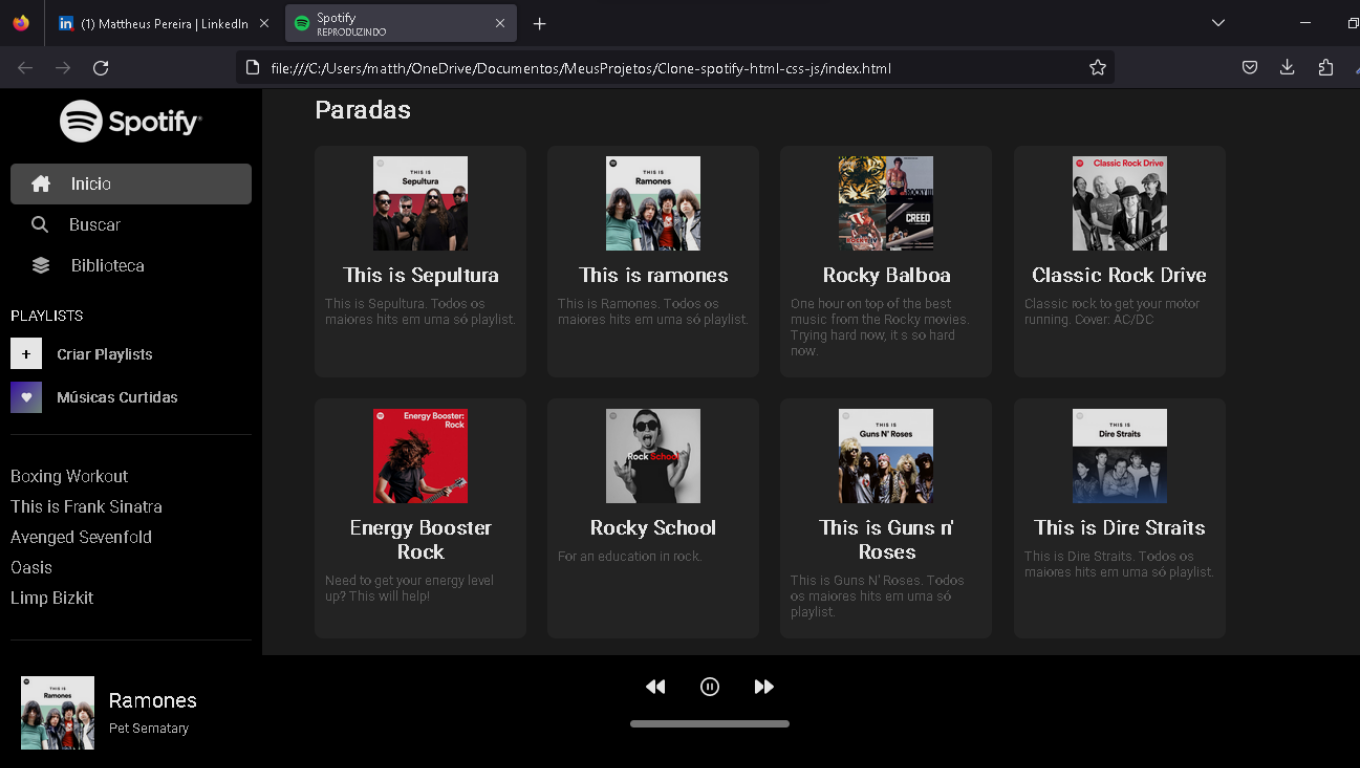 (1) Mattheus Pereira | LinkedIn
Spotify
REPRODUZINDO
file:///C:/Users/matth/OneDrive/Documentos/MeusProjetos/Clone-spotify-html-css-js/index.html
Spotify
Inicio
Buscar
Biblioteca
PLAYLISTS
+ Criar Playlists
Músicas Curtidas
Boxing Workout
This is Frank Sinatra
Avenged Sevenfold
Oasis
Limp Bizkit
Paradas
THIS IS
Sepultura
This is Sepultura
This is Sepultura. Todos os
maiores hits em uma só playlist.
THIS IS
Ramones
This is ramones
This is Ramones. Todos os
maiores hits em uma só playlist.
ROCKY III
ROCKY IV
CREED
Rocky Balboa
One hour on top of the best
music from the Rocky movies.
Trying hard now, it s so hard
now.
Classic Rock Drive
Classic Rock Drive
Classic rock to get your motor
running. Cover: AC/DC
Energy Booster:
Rock
Energy Booster
Rock
Need to get your energy level
up? This will help!
Rock School
Rocky School
For an education in rock.
THIS IS
Guns N' Roses
This is Guns n'
Roses
This is Guns N' Roses. Todos
os maiores hits em uma só
playlist.
THIS IS
Dire Straits
This is Dire Straits
This is Dire Straits. Todos os
maiores hits em uma só playlist.
THIS IS
Ramones
Ramones
Pet Sematary